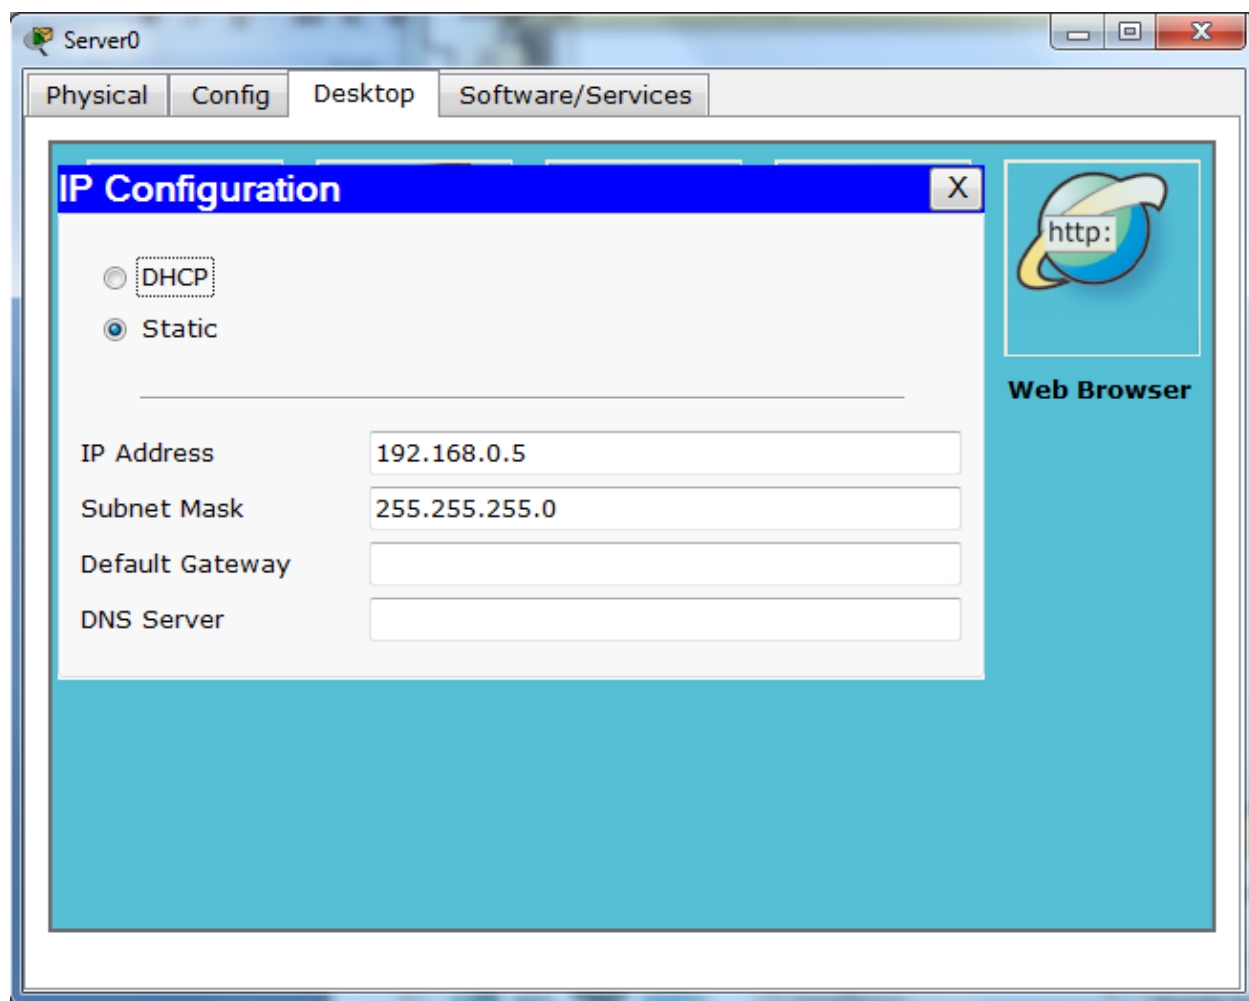 Server0
Physical Config Desktop Software/Services
IP Configuration X
http:
DHCP
Static
Web Browser
IP Address 192.168.0.5
Subnet Mask 255.255.255.0
Default Gateway
DNS Server